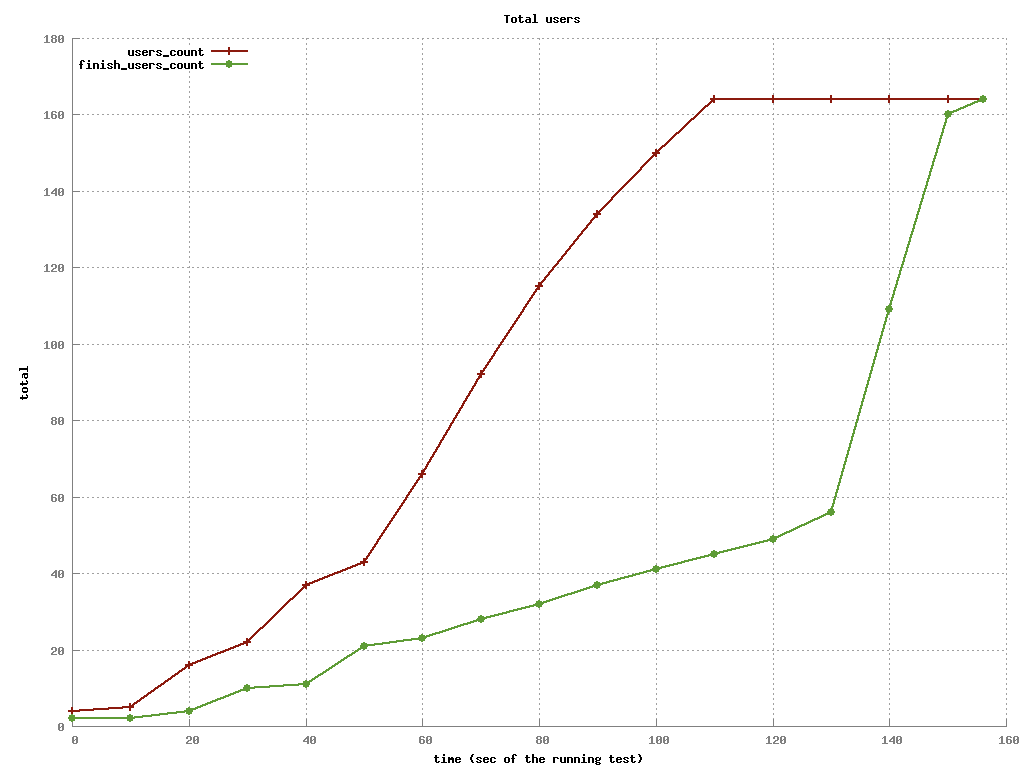 Total users
users_count
finish_users_count
180
160
140
120
100
80
60
40
20
0
total
0 20 40 60 80 100 120 140 160
time (sec of the running test)